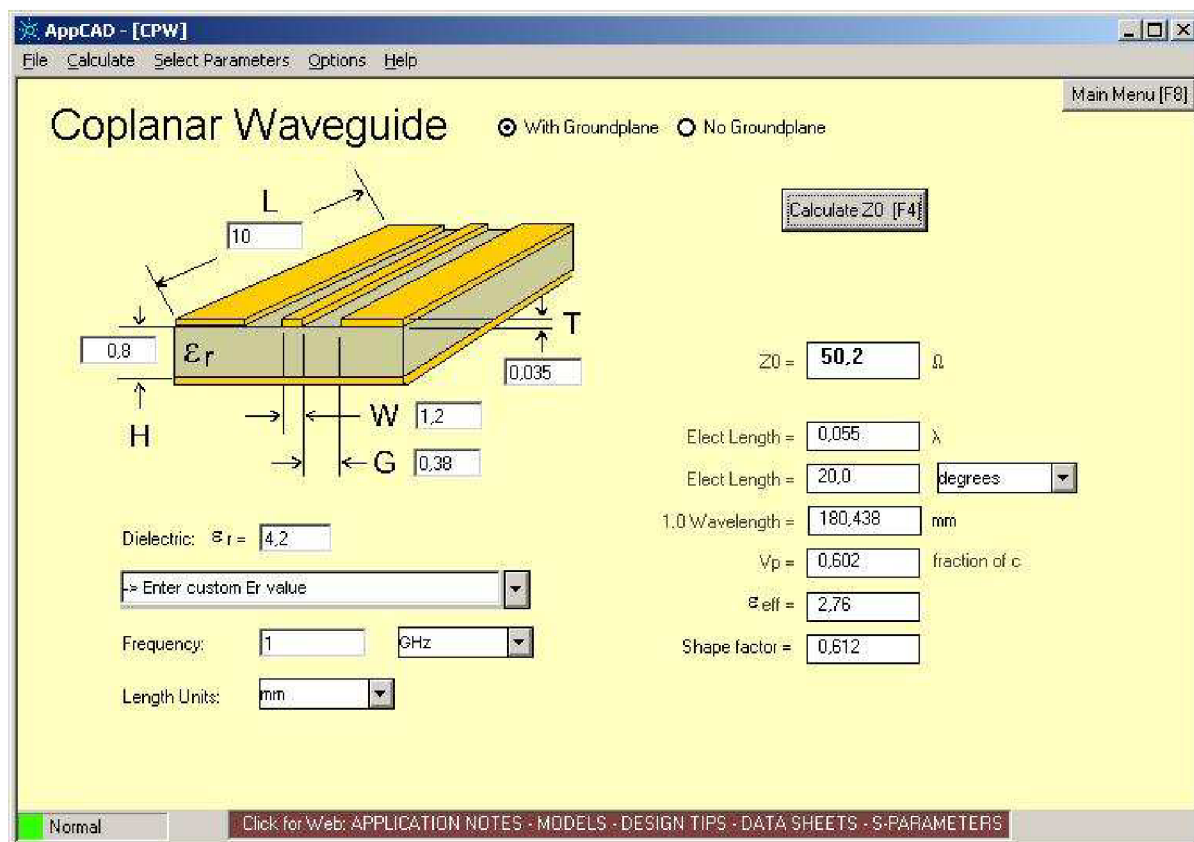 AppCAD - [CPW]
File Calculate Select Parameters Options Help
Main Menu [F8]
Coplanar Waveguide
With Groundplane No Groundplane
Calculate Z0 [F4]
L
10
0,8
εr
T
0,035
H
W 1,2
G 0,38
Z0 = 50,2 Ω
Elect Length = 0,055 λ
Elect Length = 20,0 degrees
1.0 Wavelength = 180,438 mm
Vp = 0,602 fraction of c
εeff = 2,76
Shape factor = 0,612
Dielectric: εr = 4,2
-> Enter custom Er value
Frequency: 1 GHz
Length Units: mm
Normal
Click for Web: APPLICATION NOTES - MODELS - DESIGN TIPS - DATA SHEETS - S-PARAMETERS